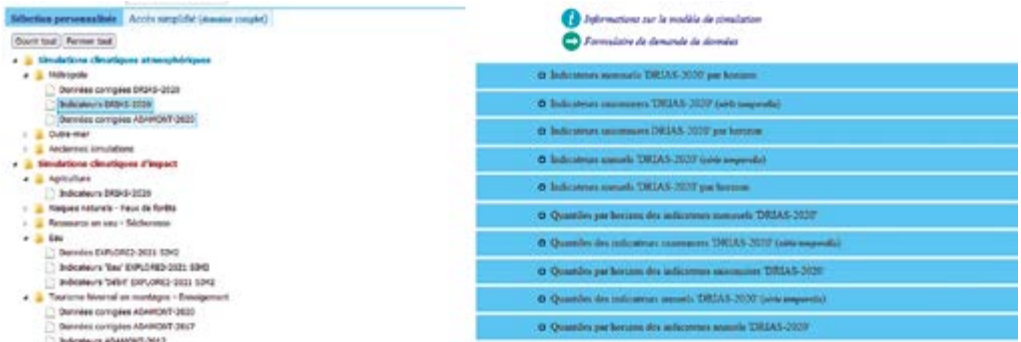 Sélection personnalisée Accès simplifié (domaine complet)
Ouvrir tout Fermer tout
Simulations climatiques atmosphériques
Métropole
Données corrigées DRIAS-2020
Indicateurs DRIAS-2020
Données corrigées ADAMONT-2020
Outre-mer
Anciennes simulations
Simulations climatiques d'impact
Agriculture
Indicateurs DRIAS-2020
Risques naturels - Feux de forêts
Ressource en eau - Sécheresse
Eau
Données EXPLORE2-2021 SIM2
Indicateurs 'Eau' EXPLORE2-2021 SIM2
Indicateurs 'Débit' EXPLORE2-2021 SIM2
Tourisme hivernal en montagne - Enneigement
Données corrigées ADAMONT-2020
Données corrigées ADAMONT-2017
Indicateurs ADAMONT-2017
Informations sur le modèle de simulation
Formulaire de demande de données
Indicateurs mensuels 'DRIAS-2020' par horizon
Indicateurs saisonniers 'DRIAS-2020' (série temporelle)
Indicateurs saisonniers 'DRIAS-2020' par horizon
Indicateurs annuels 'DRIAS-2020' (série temporelle)
Indicateurs annuels 'DRIAS-2020' par horizon
Quantiles par horizon des indicateurs mensuels 'DRIAS-2020'
Quantiles des indicateurs saisonniers 'DRIAS-2020' (série temporelle)
Quantiles par horizon des indicateurs saisonniers 'DRIAS-2020'
Quantiles des indicateurs annuels 'DRIAS-2020' (série temporelle)
Quantiles par horizon des indicateurs annuels 'DRIAS-2020'